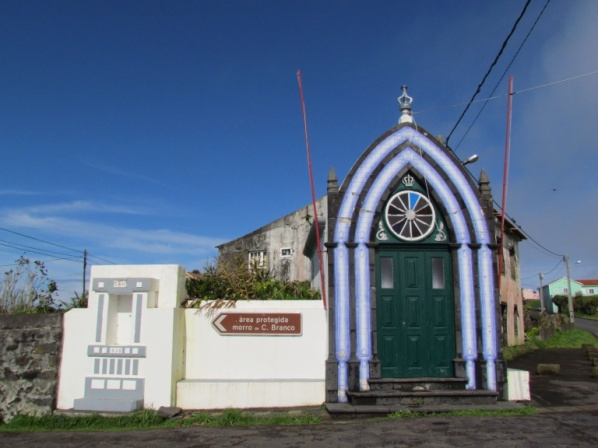 área protegida
morro de C. Branco